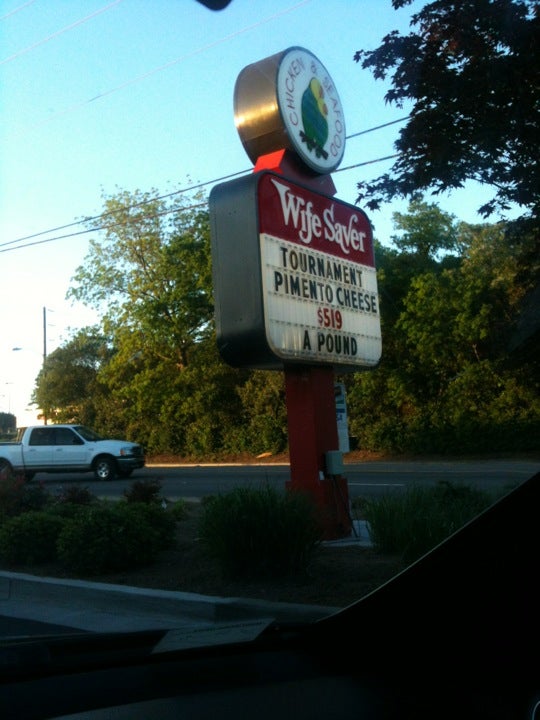 CHICKEN & SEAFOOD
Wife Saver
TOURNAMENT
PIMENTO CHEESE
$519
A POUND